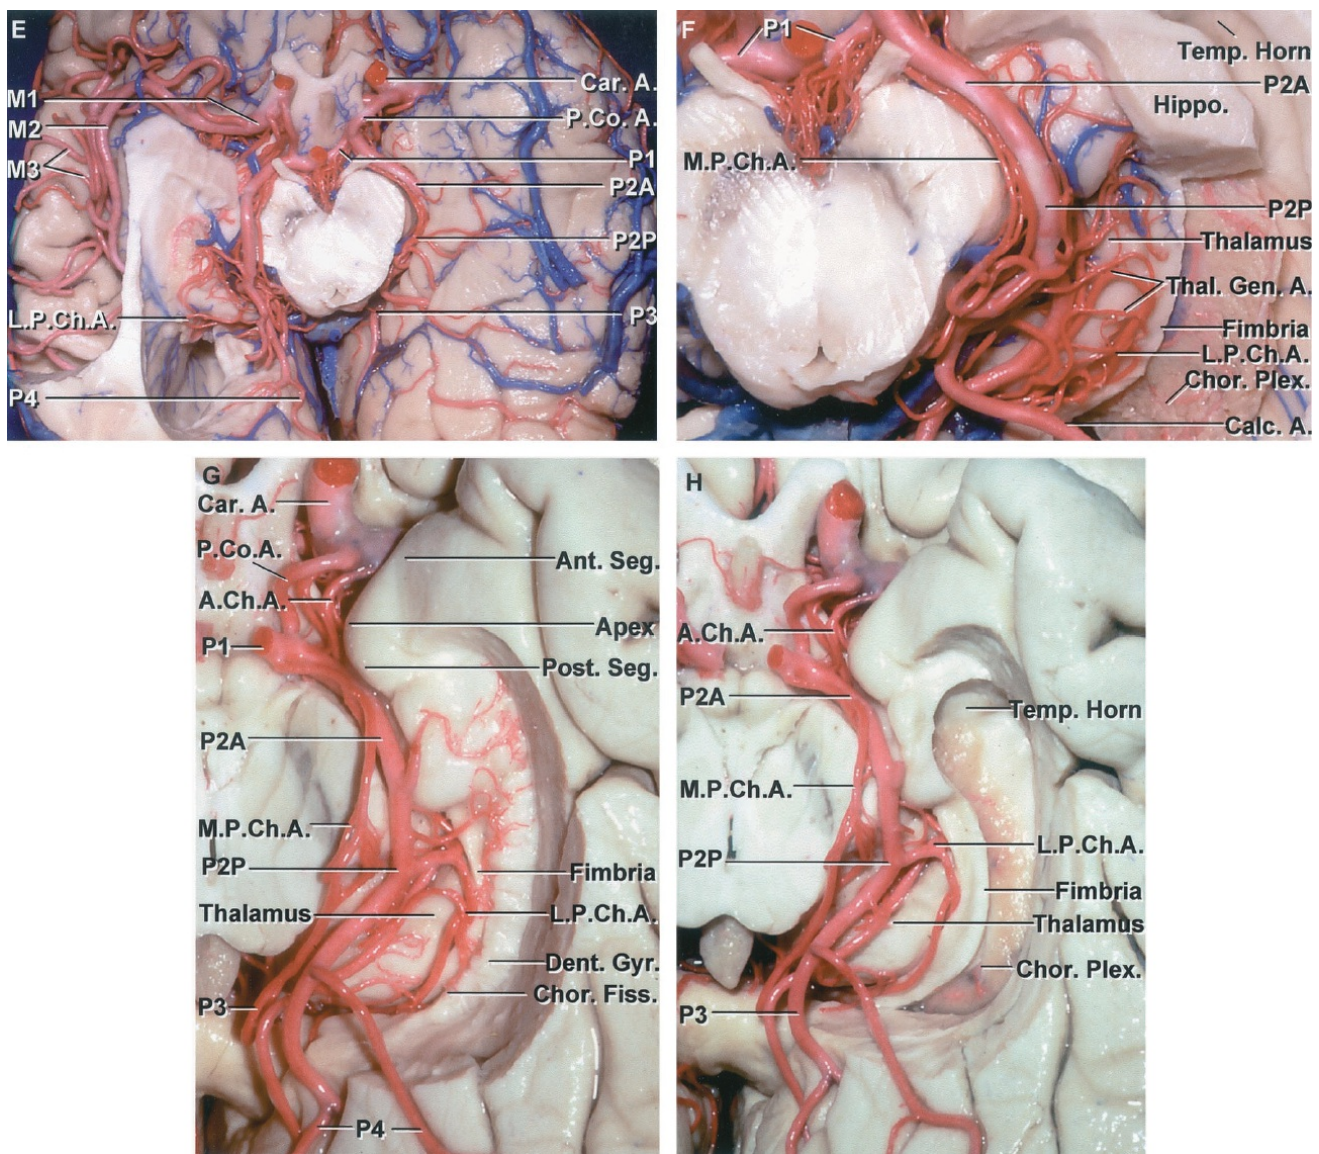 E
M1
M2
M3
L.P.Ch.A.
P4
Car. A.
P.Co. A.
P1
P2A
P2P
P3
F
P1
Temp. Horn
P2A
Hippo.
M.P.Ch.A.
P2P
Thalamus
Thal. Gen. A.
Fimbria
L.P.Ch.A.
Chor. Plex.
Calc. A.
G
Car. A.
P.Co.A.
A.Ch.A.
P1
P2A
M.P.Ch.A.
P2P
Thalamus
P3
Ant. Seg.
Apex
Post. Seg.
Fimbria
L.P.Ch.A.
Dent. Gyr.
Chor. Fiss.
P4
H
A.Ch.A.
P2A
M.P.Ch.A.
P2P
P3
Temp. Horn
L.P.Ch.A.
Fimbria
Thalamus
Chor. Plex.